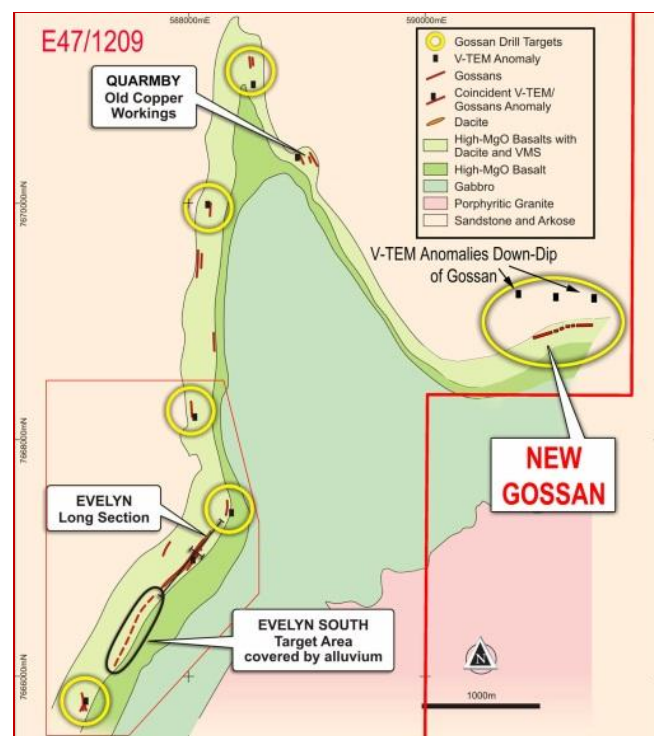 E47/1209
588000mE
590000mE
7670000mN
7668000mN
7666000mN
QUARMBY
Old Copper
Workings
Gossan Drill Targets
V-TEM Anomaly
Gossans
Coincident V-TEM/
Gossans Anomaly
Dacite
High-MgO Basalts with
Dacite and VMS
High-MgO Basalt
Gabbro
Porphyritic Granite
Sandstone and Arkose
V-TEM Anomalies Down-Dip
of Gossan
NEW
GOSSAN
EVELYN
Long Section
EVELYN SOUTH
Target Area
covered by alluvium
N
1000m